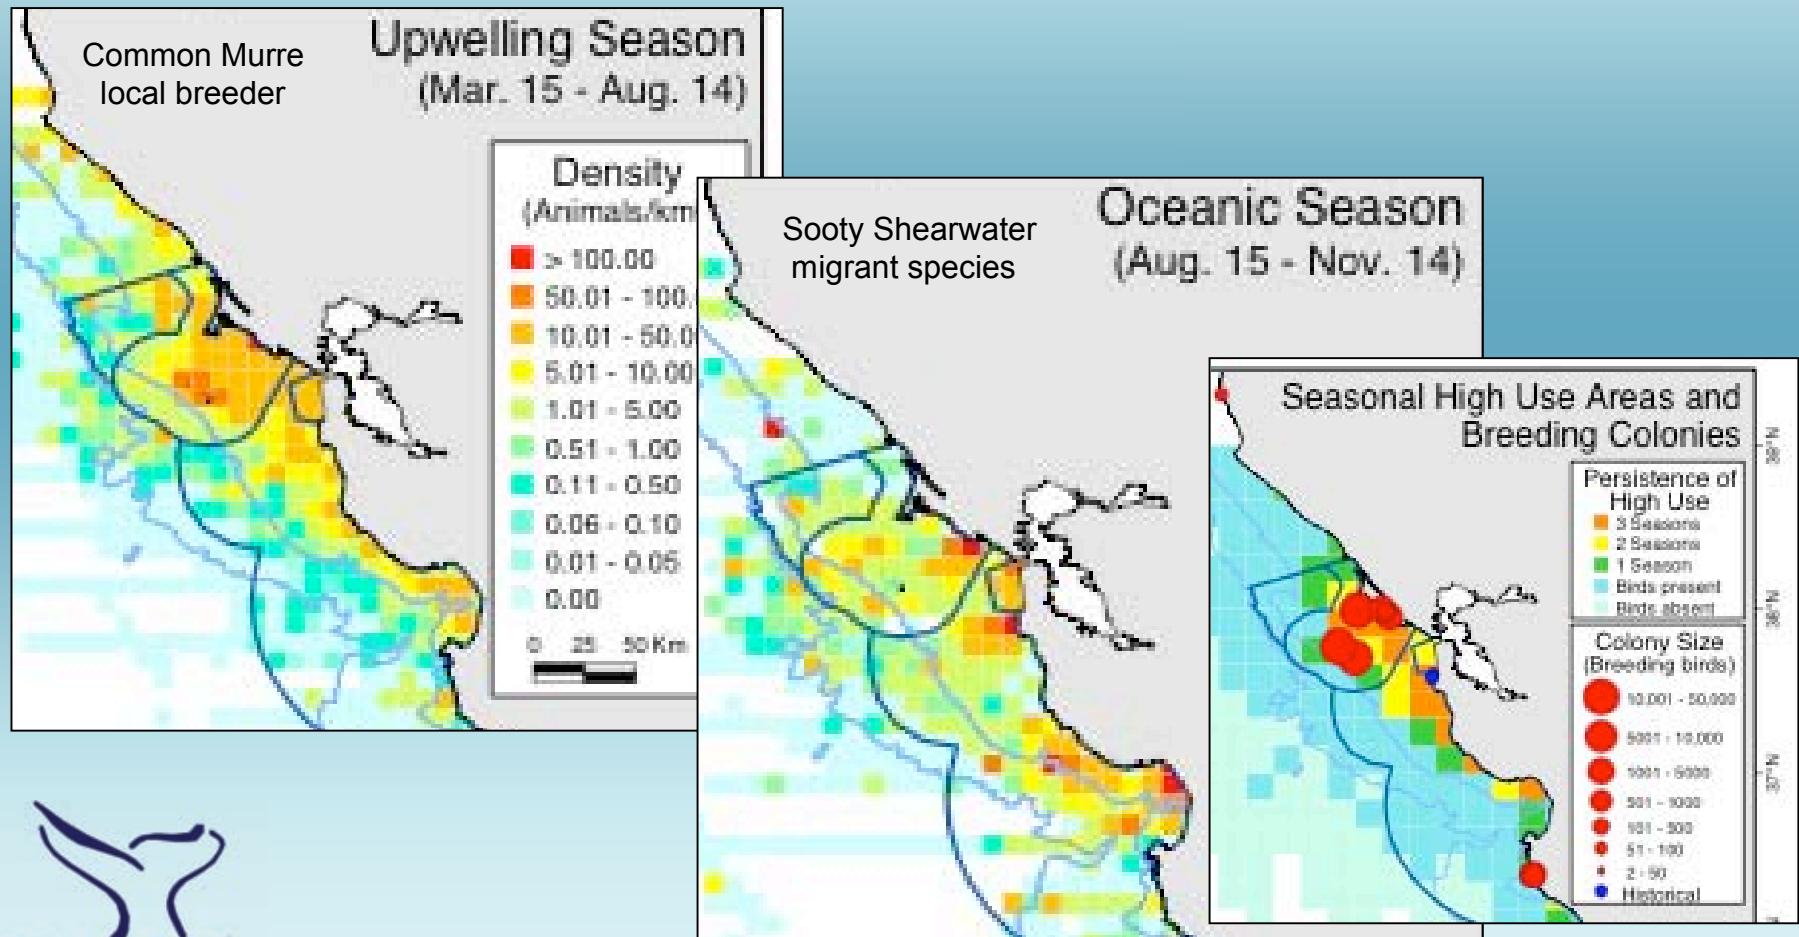 Common Murre
local breeder
Upwelling Season
(Mar. 15 - Aug. 14)
Density
(Animals/km
> 100.00
50.01 - 100.
10.01 - 50.0
5.01 - 10.00
1.01 - 5.00
0.51 - 1.00
0.11 - 0.50
0.06 - 0.10
0.01 - 0.05
0.00
0 25 50 Km
Sooty Shearwater
migrant species
Oceanic Season
(Aug. 15 - Nov. 14)
Seasonal High Use Areas and
Breeding Colonies
Persistence of
High Use
3 Seasons
2 Seasons
1 Season
Birds present
Birds absent
Colony Size
(Breeding birds)
10,001 - 50,000
5001 - 10,000
1001 - 5000
501 - 1000
101 - 500
51 - 100
2 - 50
Historical
39°N
38°N
37°N